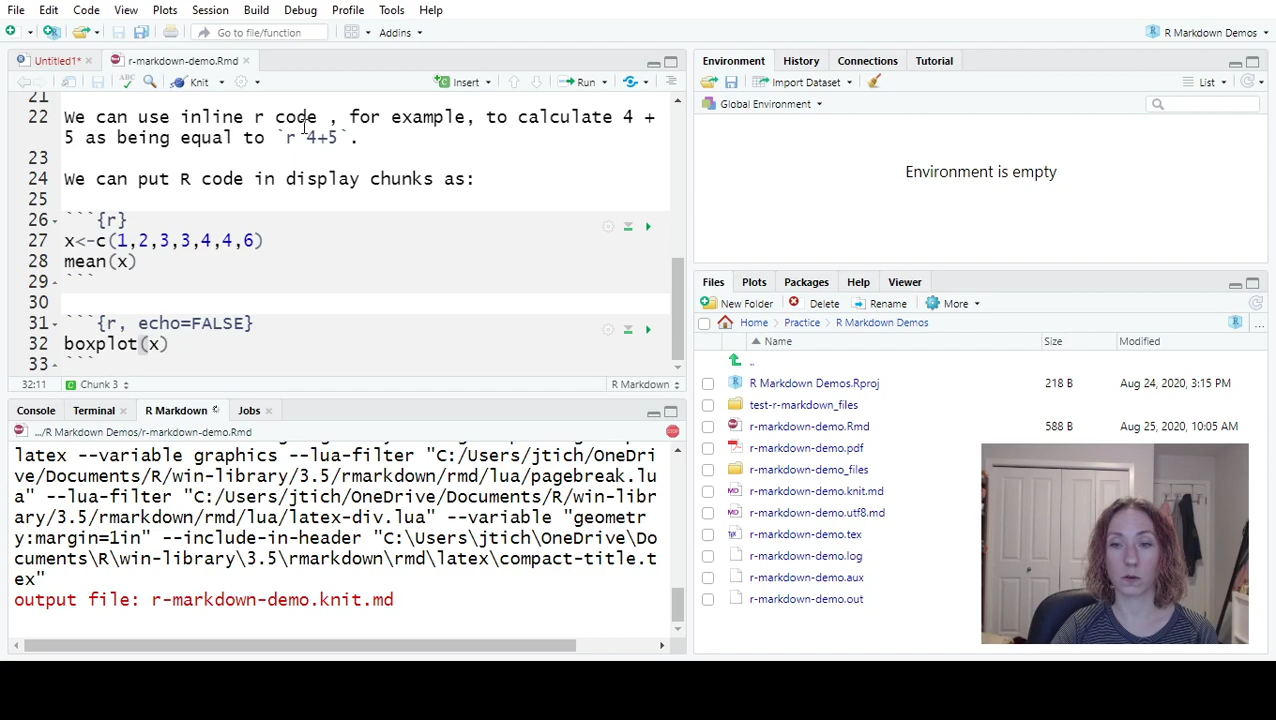 File Edit Code View Plots Session Build Debug Profile Tools Help
Go to file/function Addins R Markdown Demos
Untitled1* r-markdown-demo.Rmd
ABC Knit Insert Run
21
22 We can use inline r code , for example, to calculate 4 +
5 as being equal to `r 4+5`.
23
24 We can put R code in display chunks as:
25
26 ```{r}
27 x<-c(1,2,3,3,4,4,6)
28 mean(x)
29 ```
30
31 ```{r, echo=FALSE}
32 boxplot(x)
33 ```
32:11 Chunk 3 R Markdown
Console Terminal R Markdown Jobs
.../R Markdown Demos/r-markdown-demo.Rmd
latex --variable graphics --lua-filter "C:/Users/jtich/OneDri
ve/Documents/R/win-library/3.5/rmarkdown/rmd/lua/pagebreak.lu
a" --lua-filter "C:/Users/jtich/OneDrive/Documents/R/win-libr
ary/3.5/rmarkdown/rmd/lua/latex-div.lua" --variable "geometr
y:margin=1in" --include-in-header "C:\Users\jtich\OneDrive\Do
cuments\R\win-library\3.5\rmarkdown\rmd\latex\compact-title.t
ex"
output file: r-markdown-demo.knit.md
Environment History Connections Tutorial
Import Dataset List
Global Environment
Environment is empty
Files Plots Packages Help Viewer
New Folder Delete Rename More
Home Practice R Markdown Demos
Name Size Modified
..
R Markdown Demos.Rproj 218 B Aug 24, 2020, 3:15 PM
test-r-markdown_files
r-markdown-demo.Rmd 588 B Aug 25, 2020, 10:05 AM
r-markdown-demo.pdf
r-markdown-demo_files
r-markdown-demo.knit.md
r-markdown-demo.utf8.md
r-markdown-demo.tex
r-markdown-demo.log
r-markdown-demo.aux
r-markdown-demo.out